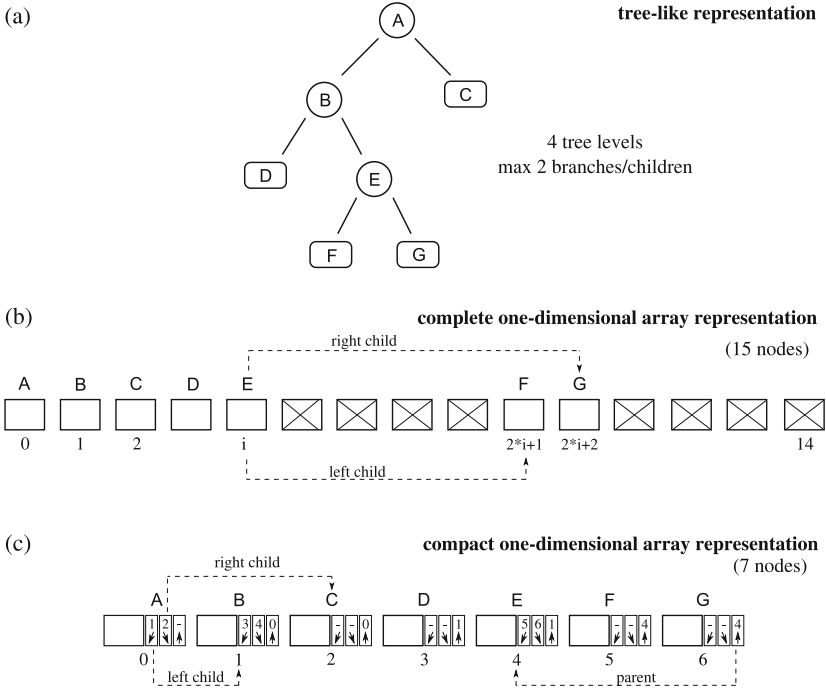 (a)
tree-like representation
A
B
C
4 tree levels
max 2 branches/children
D
E
F
G
(b)
complete one-dimensional array representation
(15 nodes)
right child
A B C D E F G
0 1 2 i 2*i+1 2*i+2 14
left child
(c)
compact one-dimensional array representation
(7 nodes)
right child
A B C D E F G
1 2 - 3 4 0 - - 0 - - 1 5 6 1 - - 4 - - 4
0 1 2 3 4 5 6
left child
parent